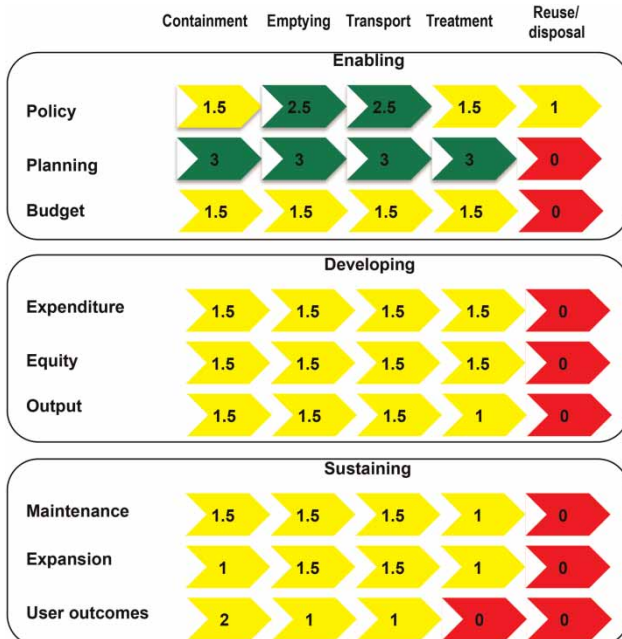 Containment Emptying Transport Treatment Reuse/
disposal
Enabling
Policy 1.5 2.5 2.5 1.5 1
Planning 3 3 3 3 0
Budget 1.5 1.5 1.5 1.5 0
Developing
Expenditure 1.5 1.5 1.5 1.5 0
Equity 1.5 1.5 1.5 1.5 0
Output 1.5 1.5 1.5 1 0
Sustaining
Maintenance 1.5 1.5 1.5 1 0
Expansion 1 1.5 1.5 1 0
User outcomes 2 1 1 0 0